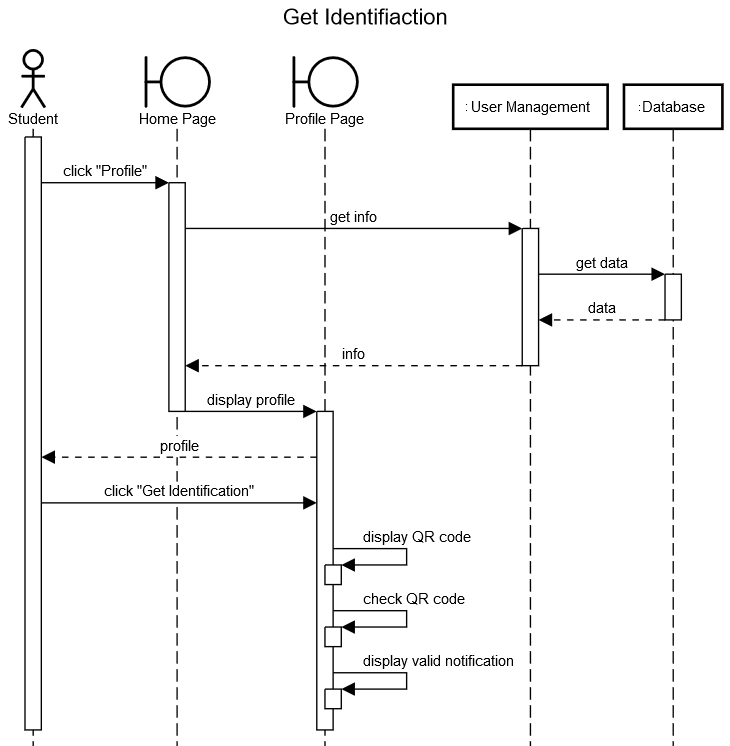 Get Identifiaction
Student
Home Page
Profile Page
: User Management
:Database
click "Profile"
get info
get data
data
info
display profile
profile
click "Get Identification"
display QR code
check QR code
display valid notification